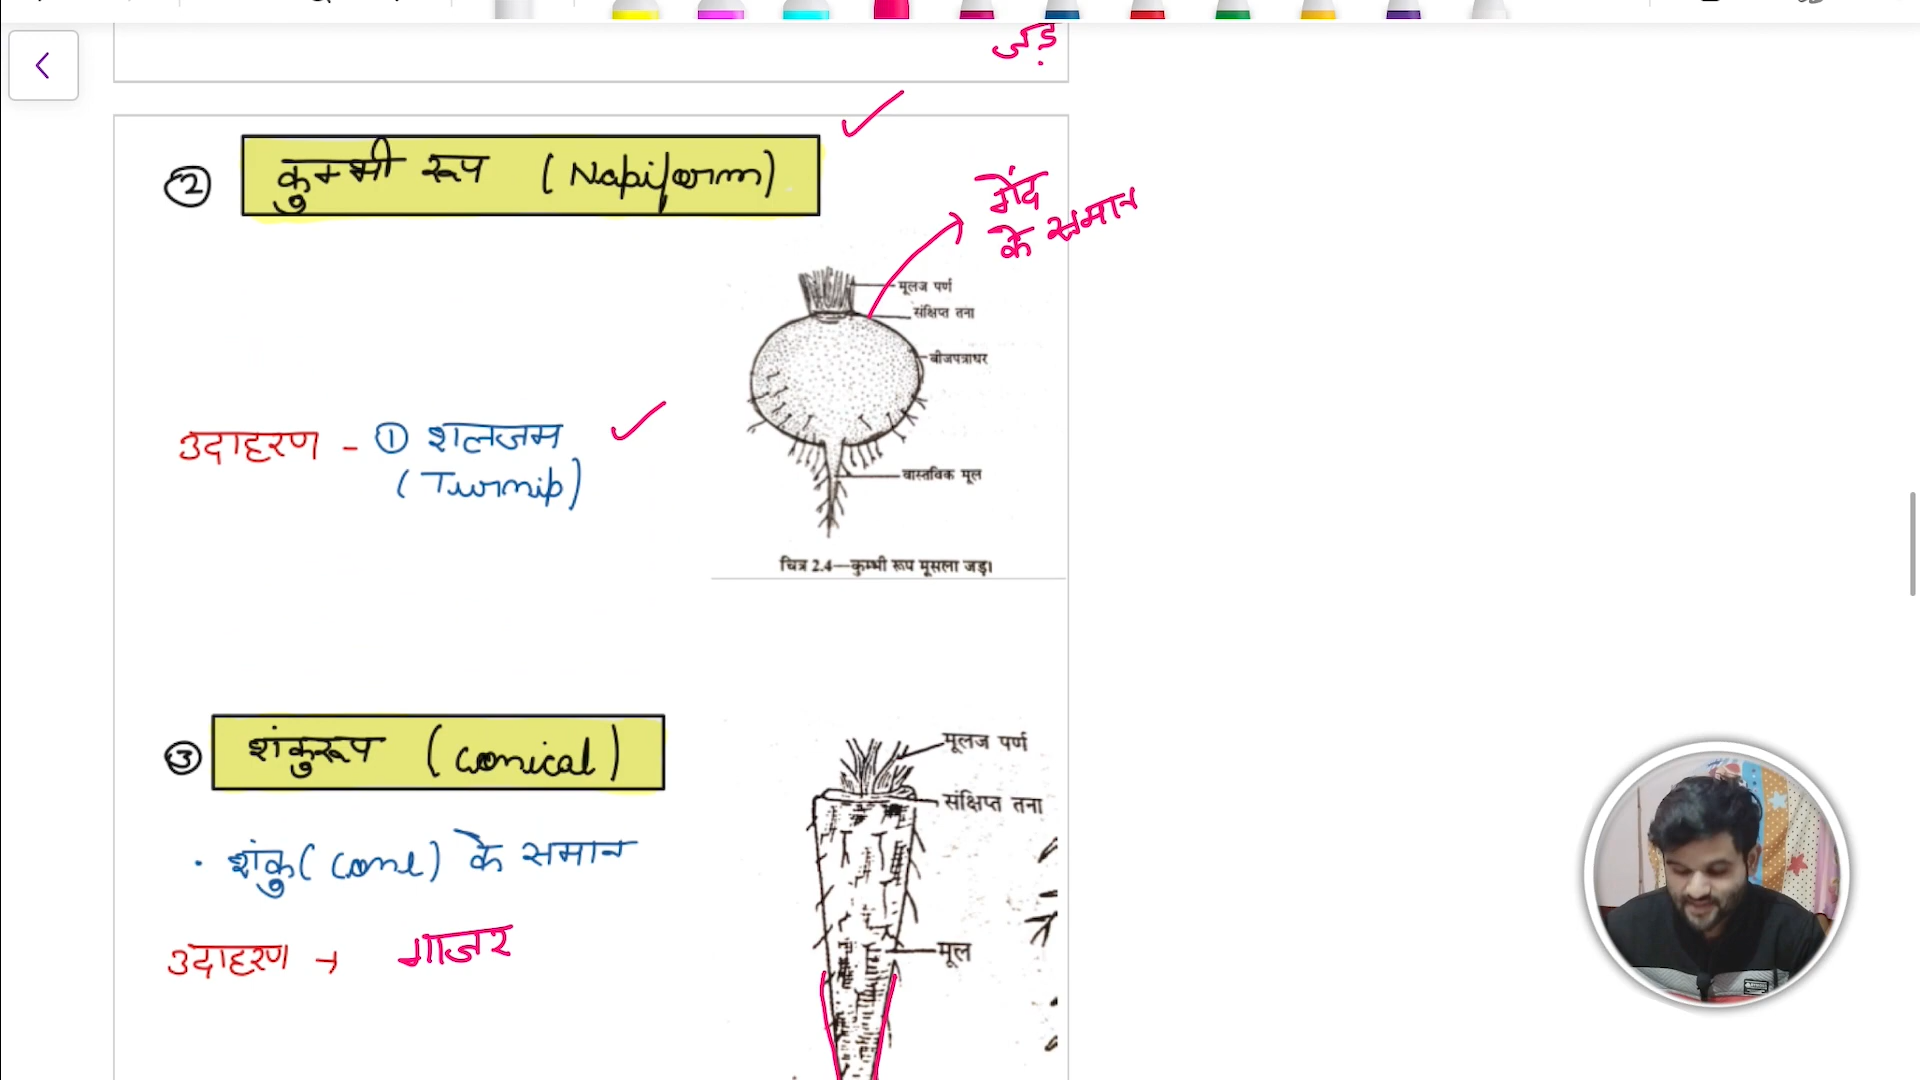 जड़
② कुम्भी रूप (Napiform)
गेंद
के समान
मूलज पर्ण
संक्षिप्त तना
बीजपत्राधर
उदाहरण - ① शलजम
(Turnip)
वास्तविक मूल
चित्र 2.4—कुम्भी रूप मूसला जड़।
③ शंकुरूप (Conical)
मूलज पर्ण
संक्षिप्त तना
· शंकु (Cone) के समान
उदाहरण → गाजर
मूल